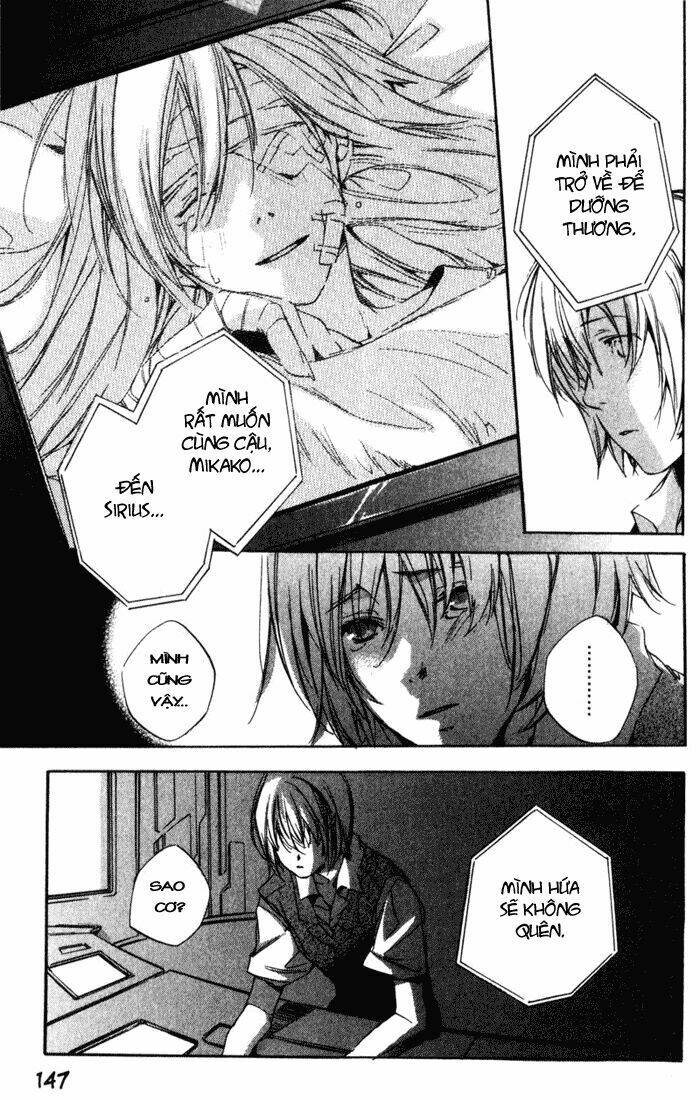 MÌNH PHẢI
TRỞ VỀ ĐỂ
DƯỠNG
THƯƠNG.
MÌNH
RẤT MUỐN
CÙNG CẬU,
MIKAKO...
ĐẾN
SIRIUS...
........
MÌNH
CŨNG
VẬY...
MÌNH HỨA
SẼ KHÔNG
QUÊN.
SAO
CƠ?
147